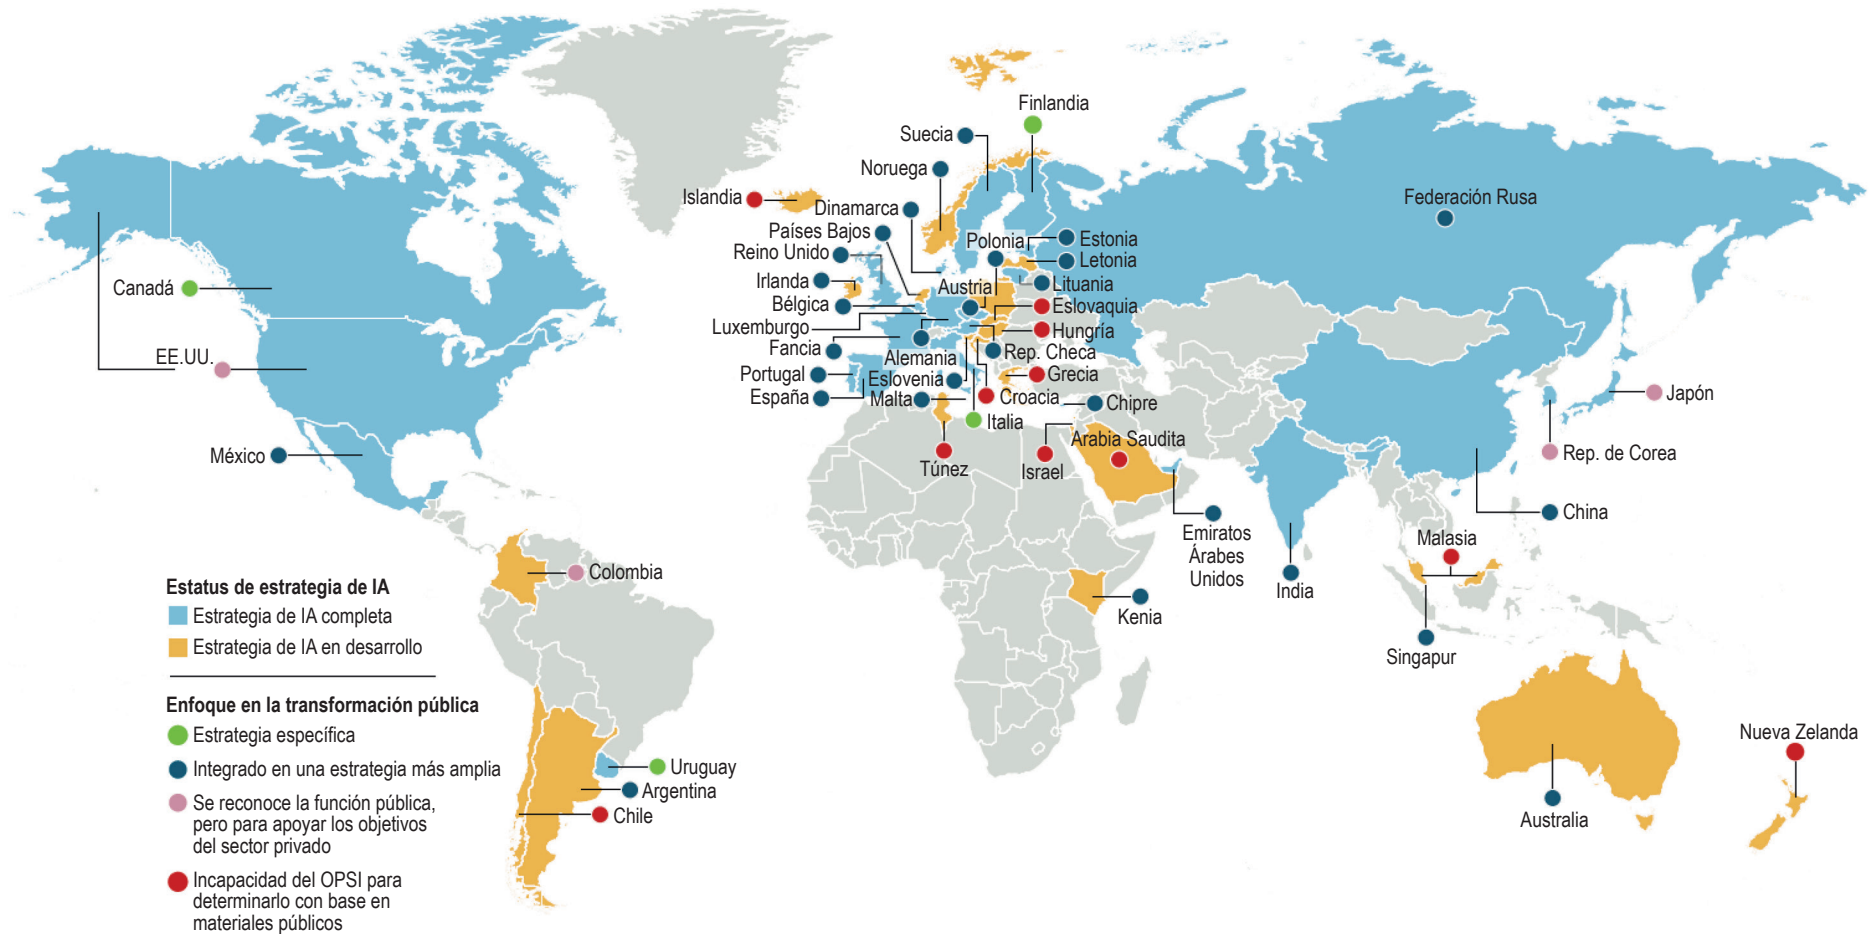 Finlandia
Suecia
Noruega
Islandia
Dinamarca
Países Bajos
Reino Unido
Polonia
Estonia
Letonia
Lituania
Irlanda
Austria
Bélgica
Eslovaquia
Luxemburgo
Hungría
Fancia
Alemania
Rep. Checa
Portugal
Eslovenia
Grecia
España
Malta
Croacia
Chipre
Italia
Federación Rusa
Canadá
EE.UU.
México
Japón
Rep. de Corea
Túnez
Israel
Arabia Saudita
China
Emiratos
Árabes
Unidos
Malasia
India
Colombia
Kenia
Singapur
Estatus de estrategia de IA
Estrategia de IA completa
Estrategia de IA en desarrollo
Enfoque en la transformación pública
Estrategia específica
Integrado en una estrategia más amplia
Se reconoce la función pública,
pero para apoyar los objetivos
del sector privado
Incapacidad del OPSI para
determinarlo con base en
materiales públicos
Uruguay
Argentina
Chile
Nueva Zelanda
Australia